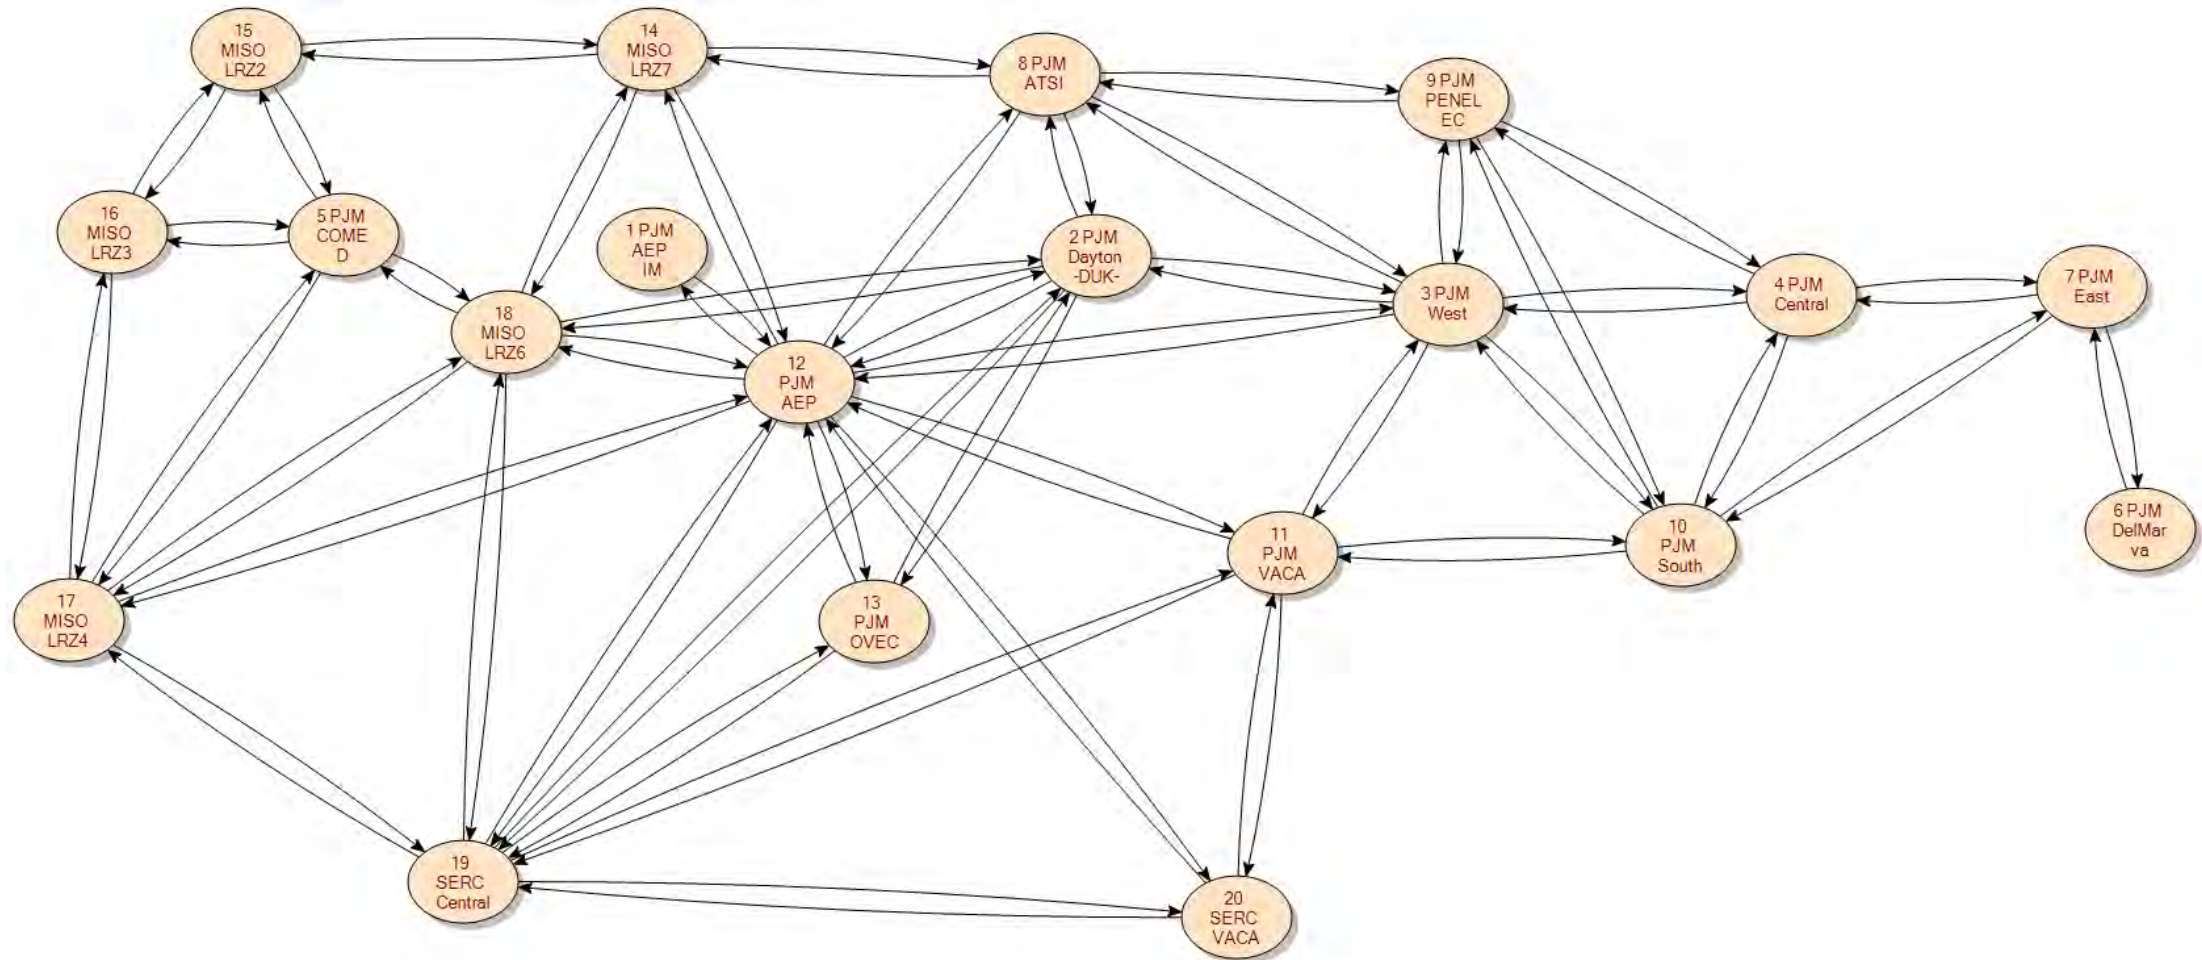 15
MISO
LRZ2
14
MISO
LRZ7
8 PJM
ATSI
9 PJM
PENEL
EC
16
MISO
LRZ3
5 PJM
COME
D
1 PJM
AEP
IM
2 PJM
Dayton
-DUK-
3 PJM
West
4 PJM
Central
7 PJM
East
18
MISO
LRZ6
12
PJM
AEP
11
PJM
VACA
10
PJM
South
6 PJM
DelMar
va
17
MISO
LRZ4
13
PJM
OVEC
19
SERC
Central
20
SERC
VACA